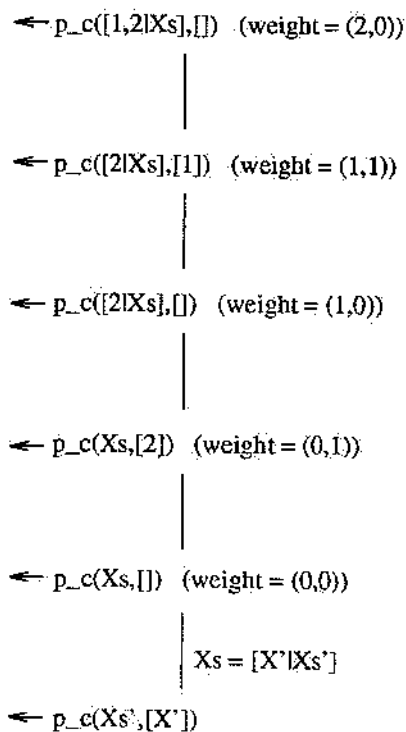 ← p_c([1,2|Xs],[]) (weight = (2,0))
← p_c([2|Xs],[1]) (weight = (1,1))
← p_c([2|Xs],[]) (weight = (1,0))
← p_c(Xs,[2]) (weight = (0,1))
← p_c(Xs,[]) (weight = (0,0))
Xs = [X'|Xs']
← p_c(Xs',[X'])